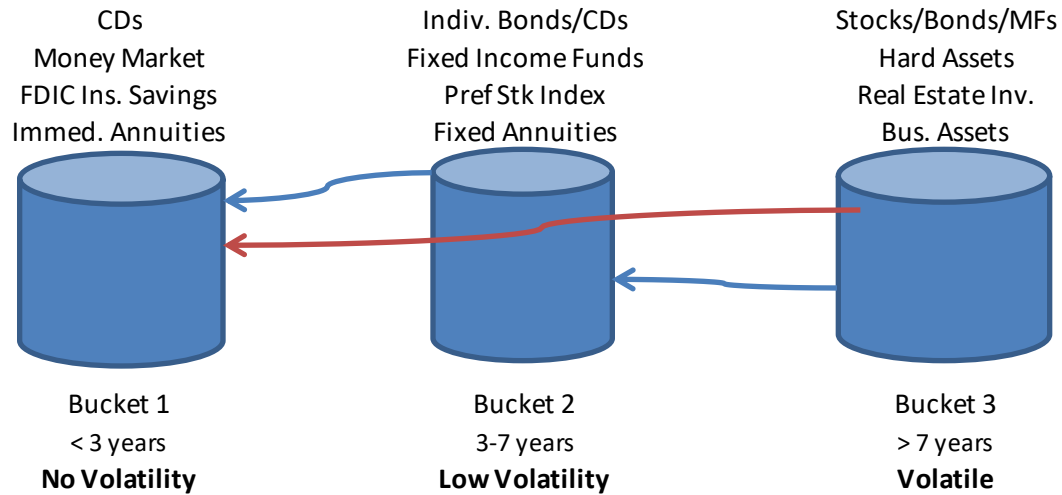 CDs
Money Market
FDIC Ins. Savings
Immed. Annuities
Indiv. Bonds/CDs
Fixed Income Funds
Pref Stk Index
Fixed Annuities
Stocks/Bonds/MFs
Hard Assets
Real Estate Inv.
Bus. Assets
Bucket 1
< 3 years
No Volatility
Bucket 2
3-7 years
Low Volatility
Bucket 3
> 7 years
Volatile